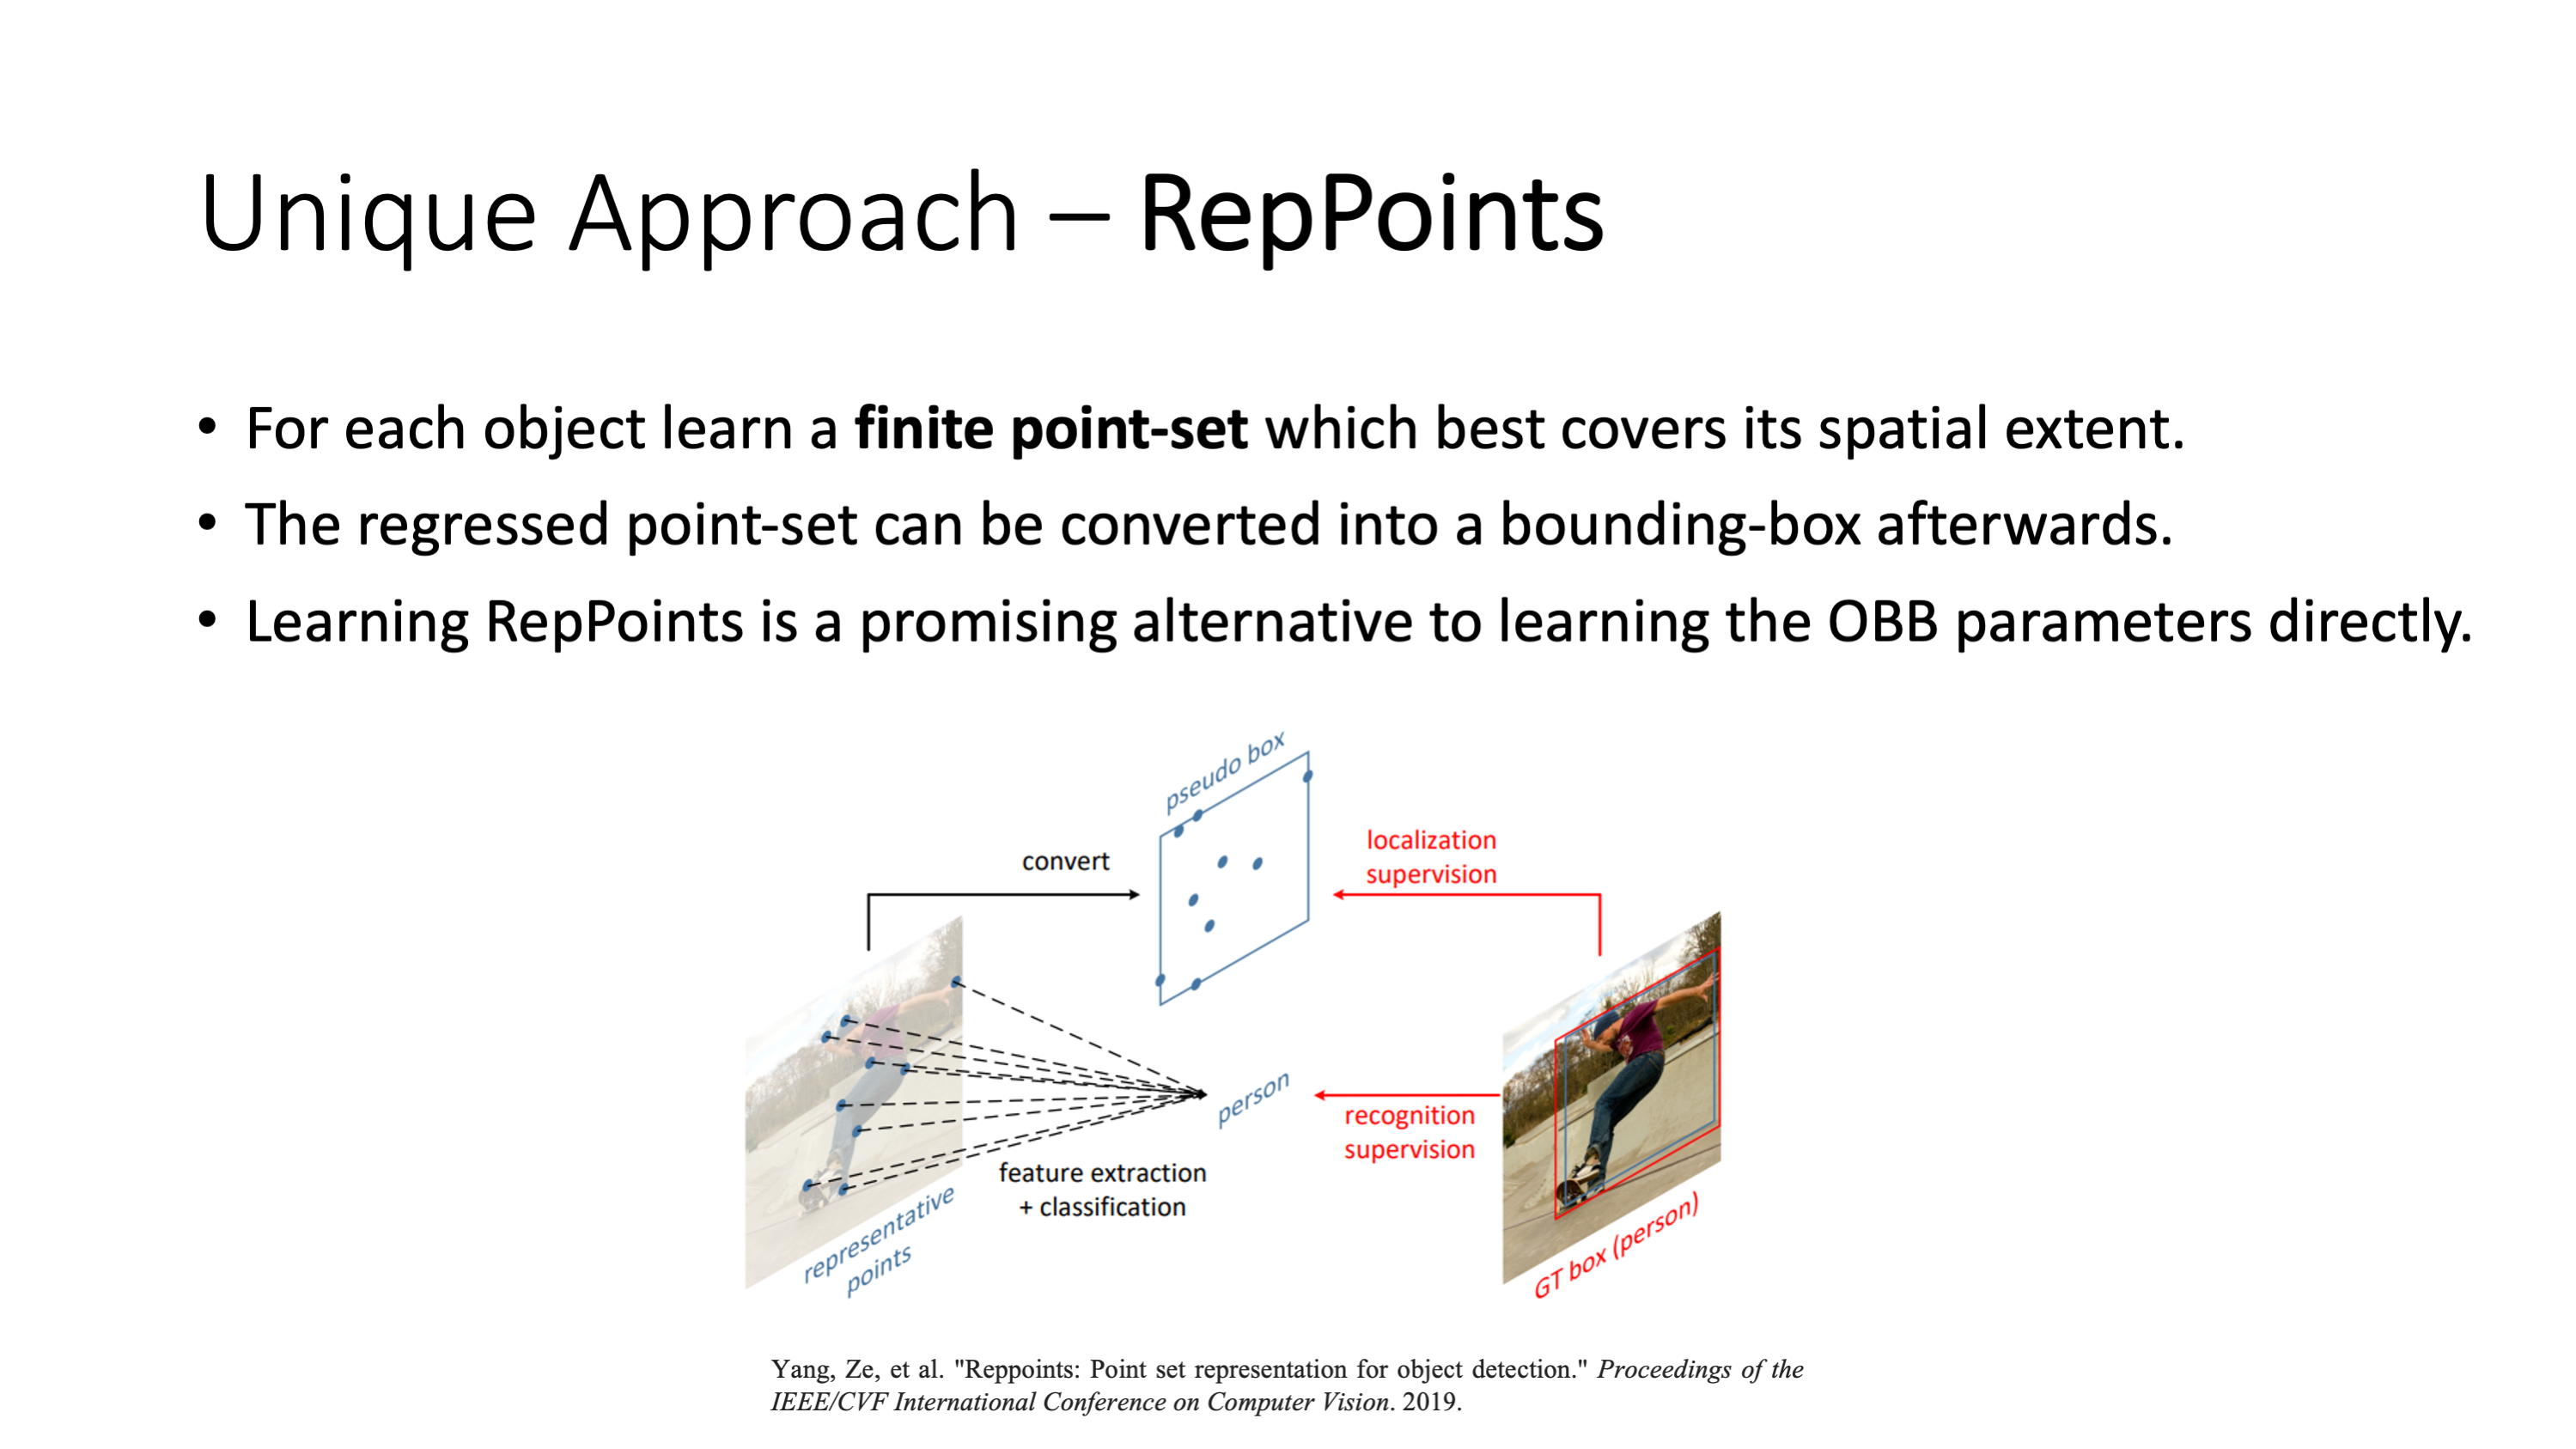 Unique Approach – RepPoints
• For each object learn a finite point-set which best covers its spatial extent.
• The regressed point-set can be converted into a bounding-box afterwards.
• Learning RepPoints is a promising alternative to learning the OBB parameters directly.
pseudo box
convert
localization
supervision
person
recognition
supervision
feature extraction
+ classification
representative
points
GT box (person)
Yang, Ze, et al. "Reppoints: Point set representation for object detection." Proceedings of the
IEEE/CVF International Conference on Computer Vision. 2019.